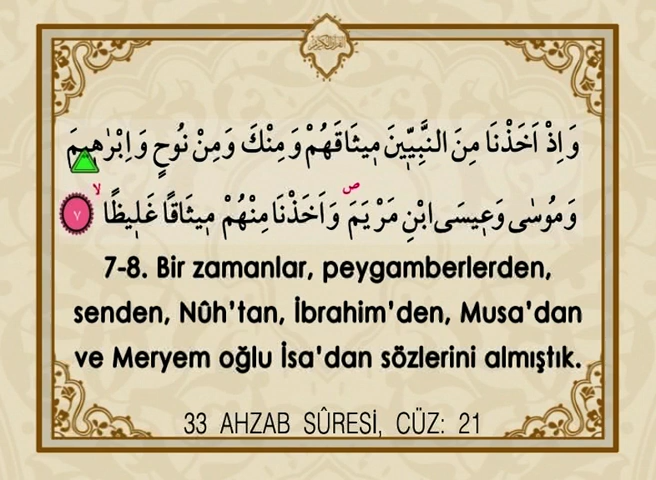 وَاِذْ اَخَذْنَا مِنَ النَّبِيّٖنَ مٖيثَاقَهُمْ وَمِنْكَ وَمِنْ نُوحٍ وَاِبْرٰهٖيمَ
وَمُوسٰى وَعٖيسَى ابْنِ مَرْيَمَ ص وَاَخَذْنَا مِنْهُمْ مٖيثَاقًا غَلٖيظًا لا ٧
7-8. Bir zamanlar, peygamberlerden,
senden, Nûh'tan, İbrahim'den, Musa'dan
ve Meryem oğlu İsa'dan sözlerini almıştık.
33 AHZAB SÛRESİ, CÜZ: 21